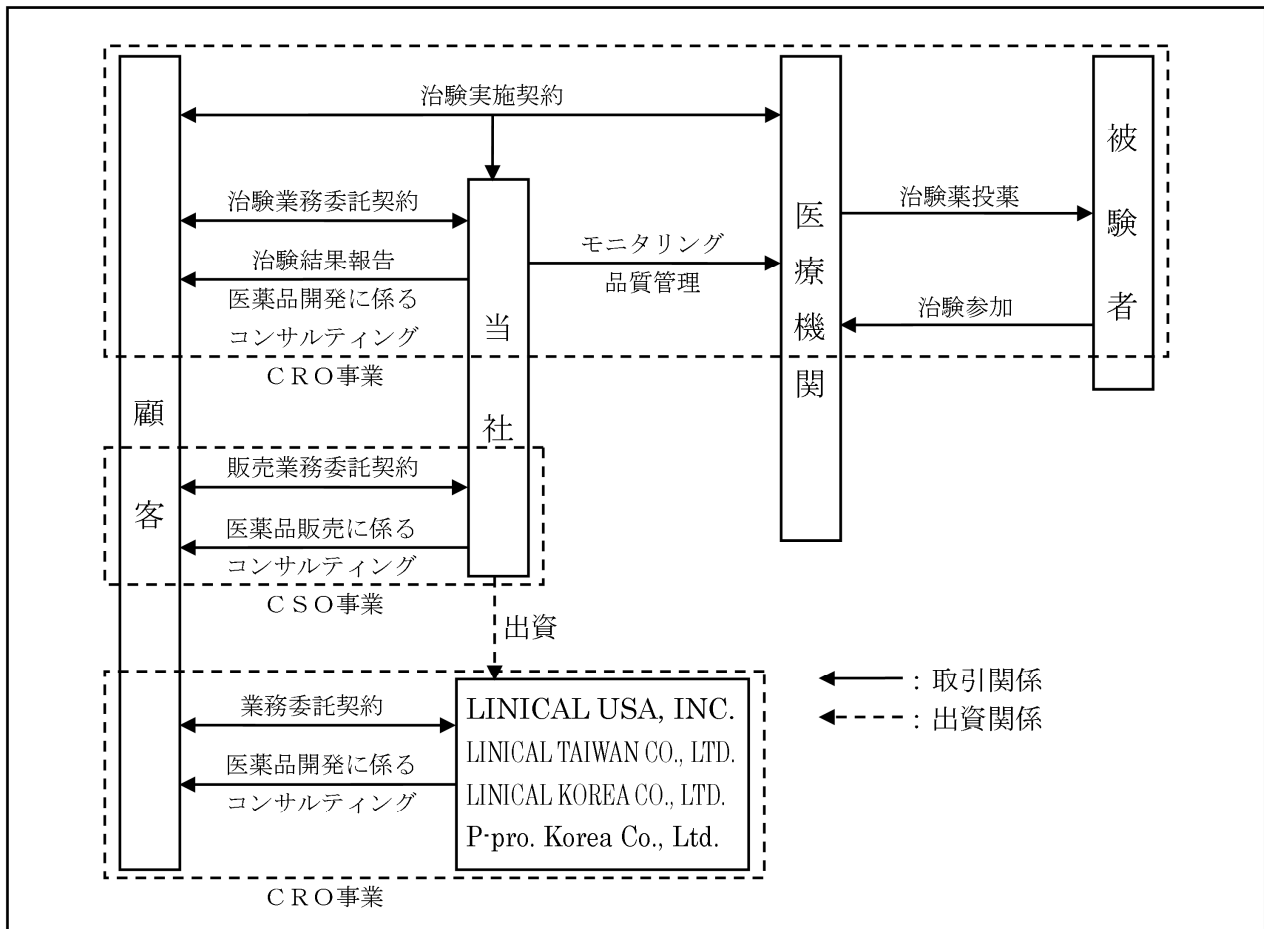 治験実施契約
治験業務委託契約
治験結果報告
医薬品開発に係る
コンサルティング
ＣＲＯ事業
モニタリング
品質管理
治験薬投薬
治験参加
顧客
当社
医療機関
被験者
販売業務委託契約
医薬品販売に係る
コンサルティング
ＣＳＯ事業
出資
業務委託契約
医薬品開発に係る
コンサルティング
LINICAL USA, INC.
LINICAL TAIWAN CO., LTD.
LINICAL KOREA CO., LTD.
P-pro. Korea Co., Ltd.
ＣＲＯ事業
：取引関係
：出資関係